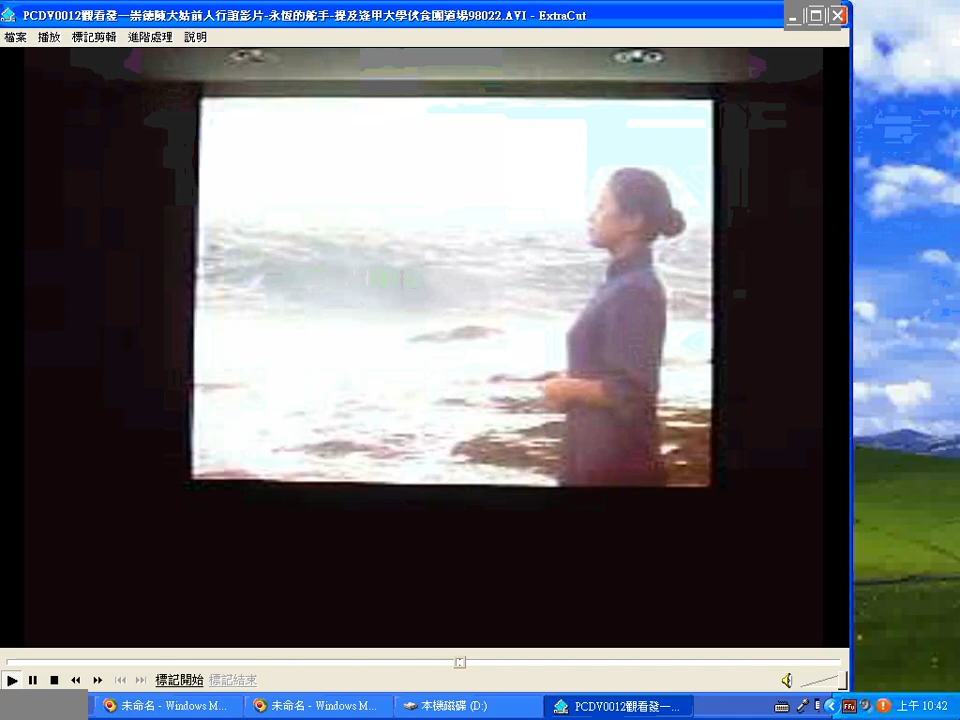 PCDV0012觀看發一崇德陳大姑前人行誼影片-永恆的舵手-提及逢甲大學伙食團道場98022.AVI - ExtraCut
檔案 播放 標記剪輯 進階處理 說明
標記開始 標記結束
未命名 - Windows M... 未命名 - Windows M... 本機磁碟 (D:) PCDV0012觀看發一... 上午 10:42